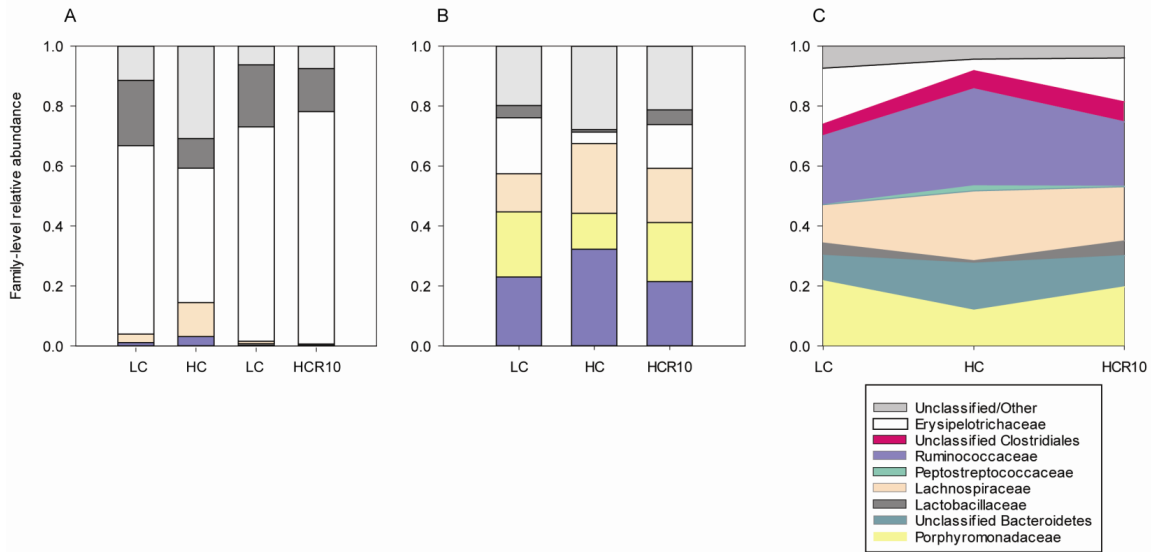 A
B
C
Family-level relative abundance
1.0
0.8
0.6
0.4
0.2
0.0
LC
HC
LC
HCR10
1.0
0.8
0.6
0.4
0.2
0.0
LC
HC
HCR10
1.0
0.8
0.6
0.4
0.2
0.0
LC
HC
HCR10
Unclassified/Other
Erysipelotrichaceae
Unclassified Clostridiales
Ruminococcaceae
Peptostreptococcaceae
Lachnospiraceae
Lactobacillaceae
Unclassified Bacteroidetes
Porphyromonadaceae